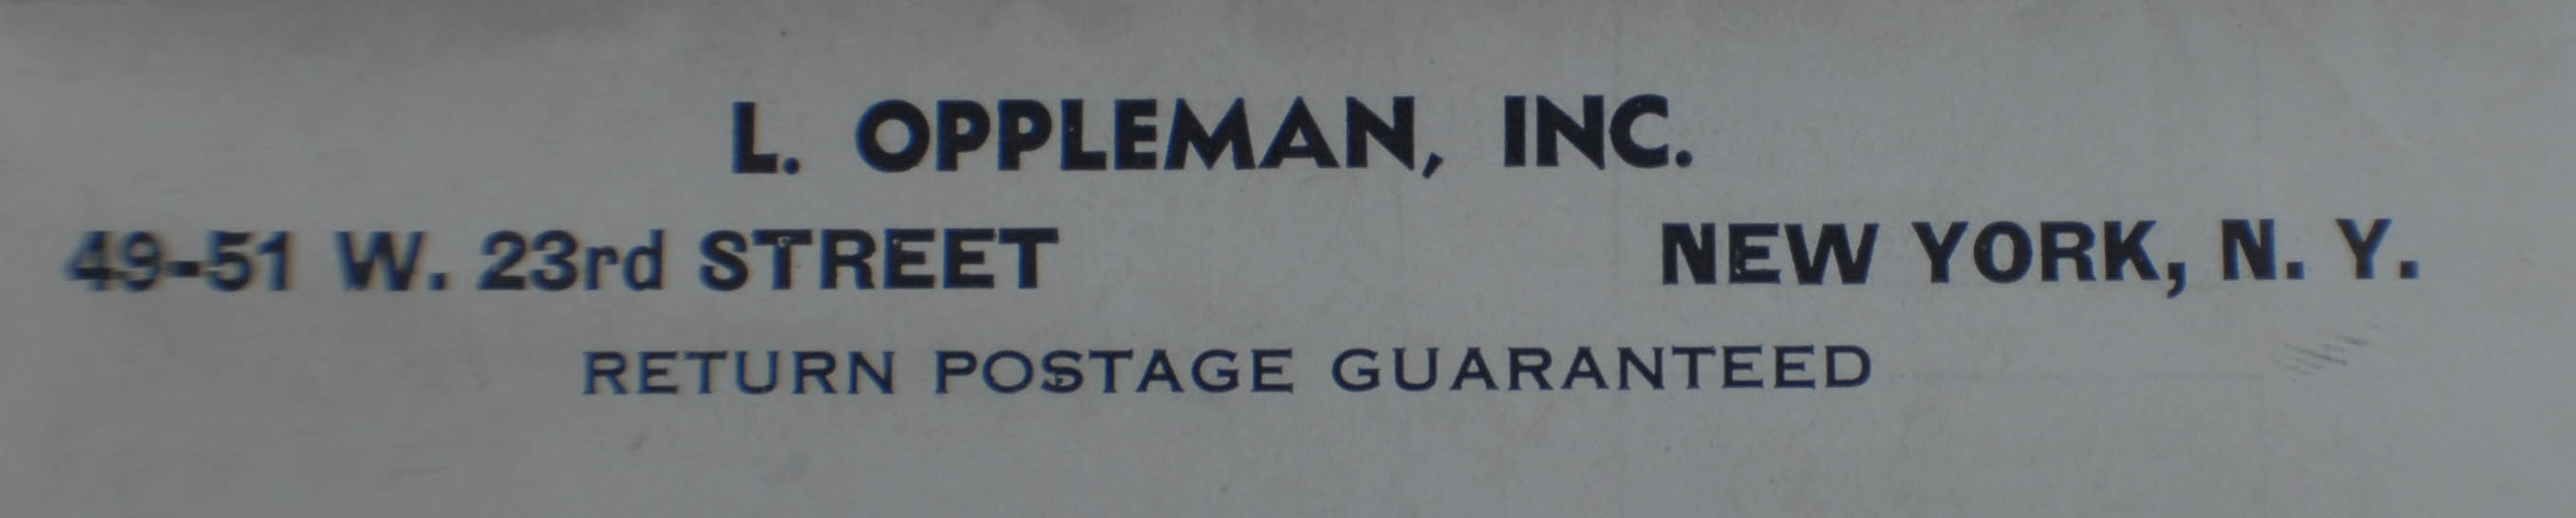 L. OPPLEMAN, INC.
49-51 W. 23rd STREET NEW YORK, N. Y.
RETURN POSTAGE GUARANTEED